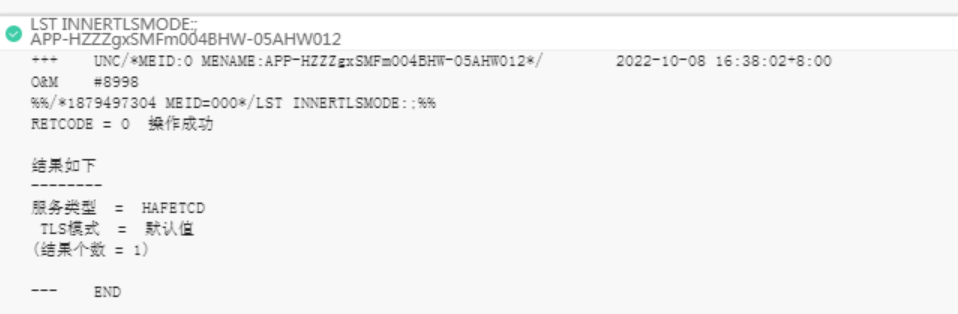 LST INNERTLSMODE:;
APP-HZZZgxSMFm004BHW-05AHW012
+++ UNC/*MEID:0 MENAME:APP-HZZZgxSMFm004BHW-05AHW012*/ 2022-10-08 16:38:02+8:00
O&M #8998
%%/*1879497304 MEID=000*/LST INNERTLSMODE:;%%
RETCODE = 0 操作成功
结果如下
--------
服务类型 = HAFETCD
TLS模式 = 默认值
(结果个数 = 1)
--- END